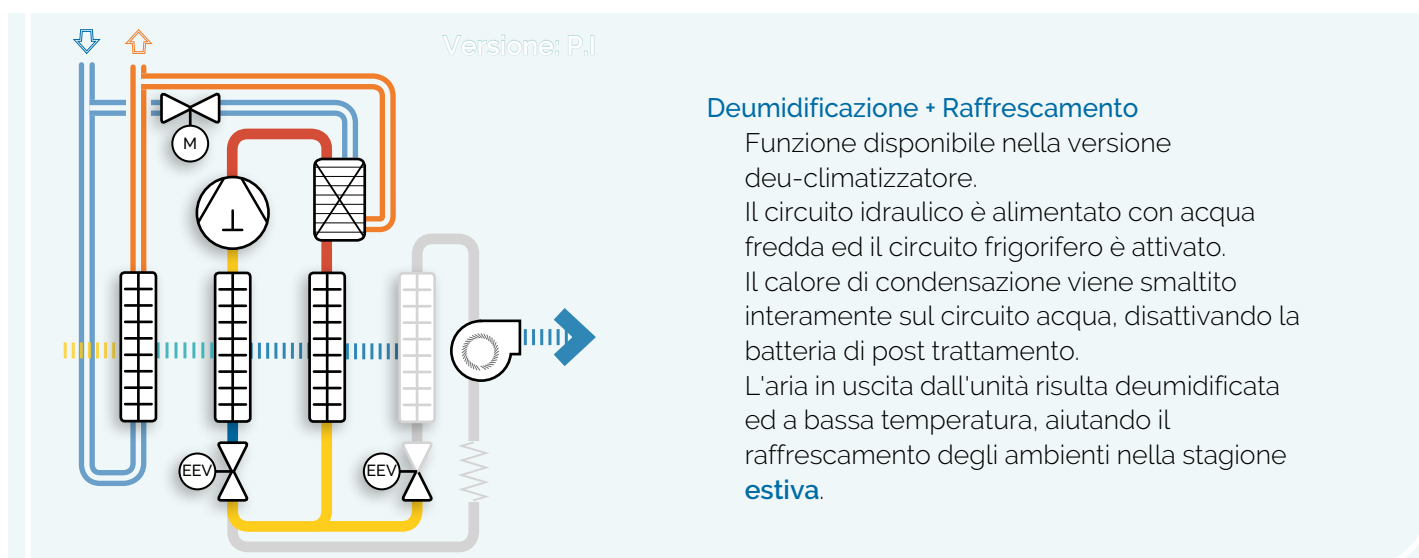 Versione: P.I
M
EEV
EEV
Deumidificazione + Raffrescamento
Funzione disponibile nella versione
deu-climatizzatore.
Il circuito idraulico è alimentato con acqua
fredda ed il circuito frigorifero è attivato.
Il calore di condensazione viene smaltito
interamente sul circuito acqua, disattivando la
batteria di post trattamento.
L'aria in uscita dall'unità risulta deumidificata
ed a bassa temperatura, aiutando il
raffrescamento degli ambienti nella stagione
estiva.